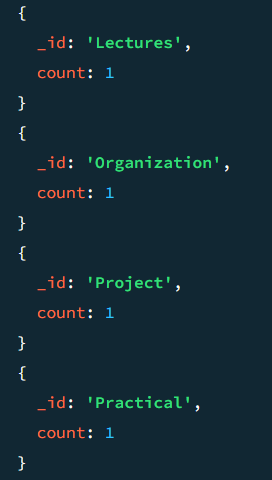 {
_id: 'Lectures',
count: 1
}
{
_id: 'Organization',
count: 1
}
{
_id: 'Project',
count: 1
}
{
_id: 'Practical',
count: 1
}